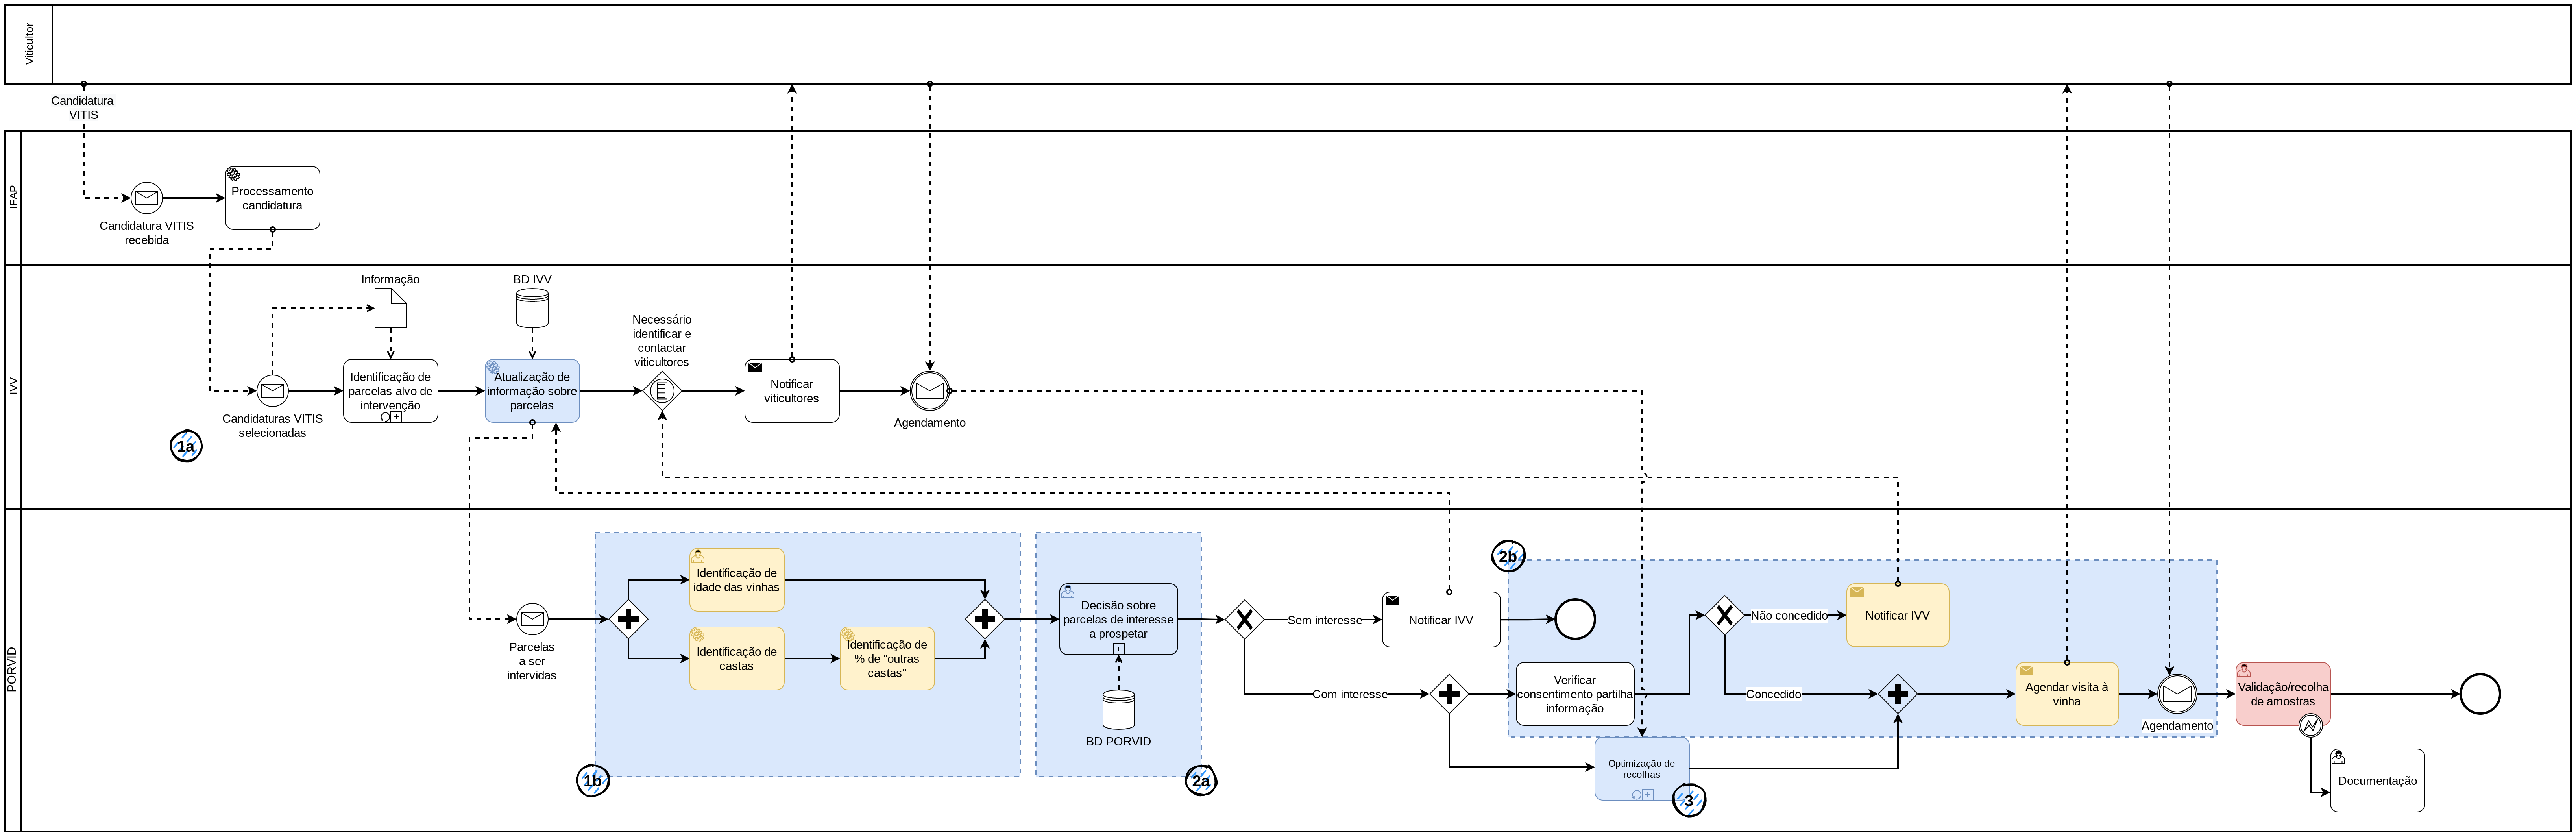 Viticultor
Candidatura
VITIS
IFAP
Candidatura VITIS
recebida
Processamento
candidatura
IVV
Candidaturas VITIS
selecionadas
1a
Informação
Identificação de
parcelas alvo de
intervenção
BD IVV
Atualização de
informação sobre
parcelas
Necessário
identificar e
contactar
viticultores
Notificar
viticultores
Agendamento
PORVID
Parcelas
a ser
intervidas
Identificação de
idade das vinhas
Identificação de
castas
Identificação de
% de "outras
castas"
1b
Decisão sobre
parcelas de interesse
a prospetar
BD PORVID
2a
Sem interesse
Notificar IVV
Com interesse
2b
Verificar
consentimento partilha
informação
Não concedido
Notificar IVV
Concedido
Optimização de
recolhas
3
Agendar visita à
vinha
Agendamento
Validação/recolha
de amostras
Documentação